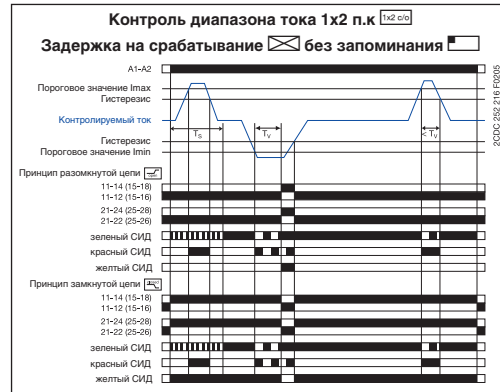 Контроль диапазона тока 1x2 п.к 1x2 c/o
Задержка на срабатывание без запоминания
A1-A2
Пороговое значение Imax
Гистерезис
Контролируемый ток
Ts
Tv
< Tv
Гистерезис
Пороговое значение Imin
Принцип разомкнутой цепи
11-14 (15-18)
11-12 (15-16)
21-24 (25-28)
21-22 (25-26)
зеленый СИД
красный СИД
желтый СИД
Принцип замкнутой цепи
11-14 (15-18)
11-12 (15-16)
21-24 (25-28)
21-22 (25-26)
зеленый СИД
красный СИД
желтый СИД
2CDC 252 216 F0205